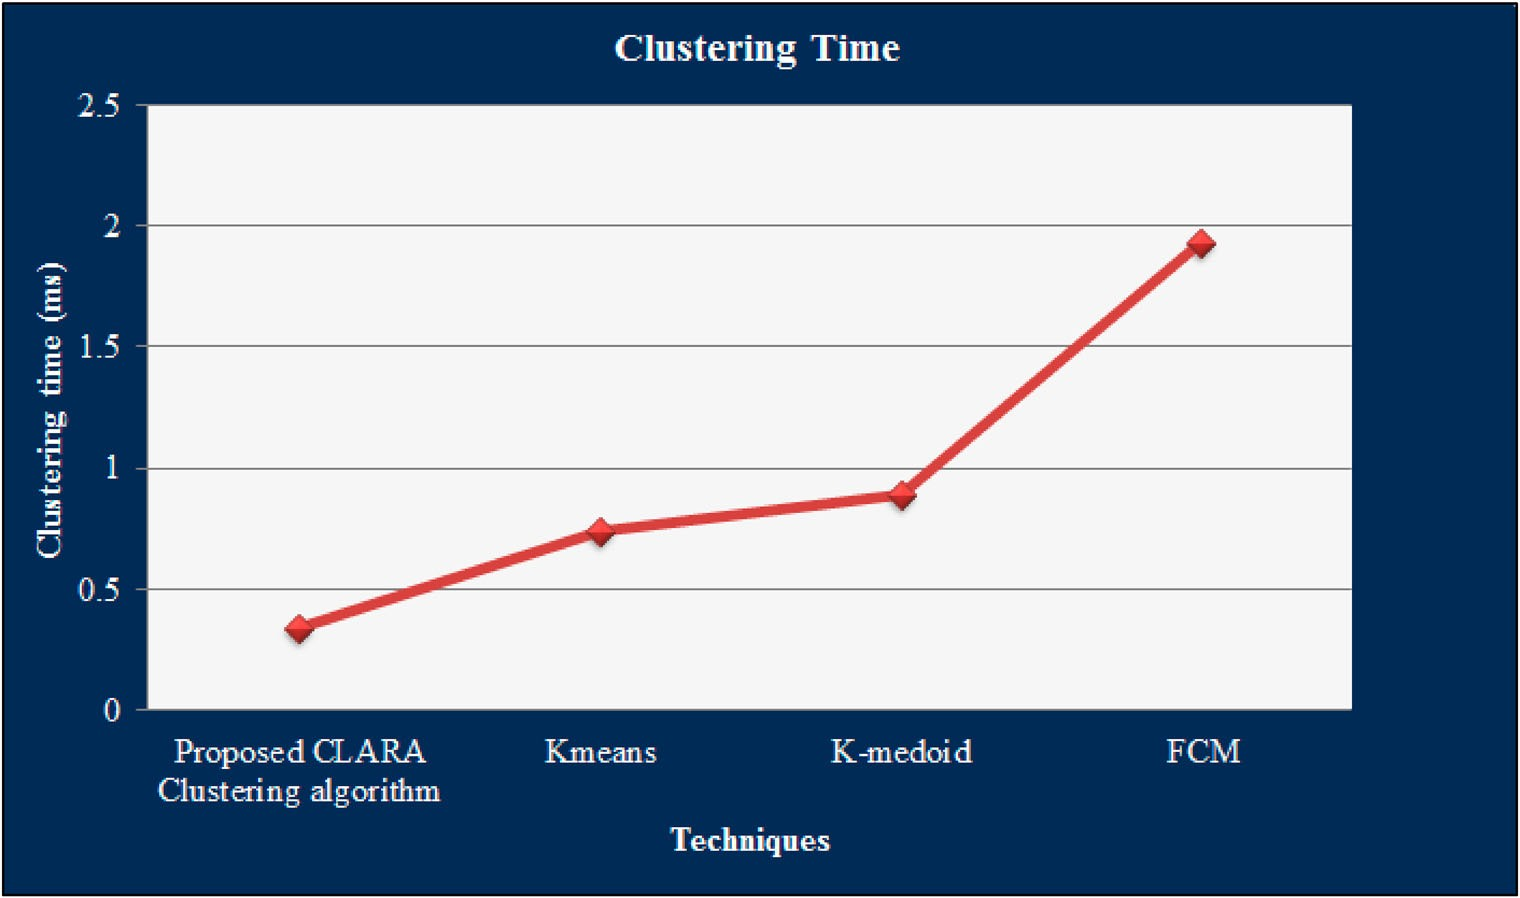 Clustering Time
2.5
2
1.5
1
0.5
0
Clustering time (ms)
Proposed CLARA
Clustering algorithm
Kmeans
K-medoid
FCM
Techniques